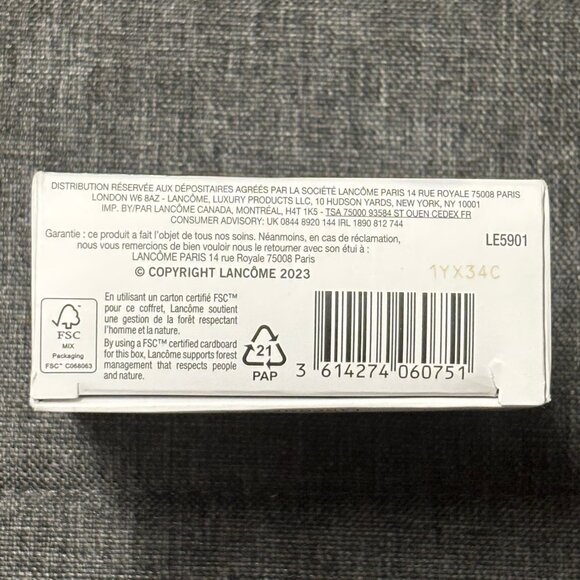 DISTRIBUTION RÉSERVÉE AUX DÉPOSITAIRES AGRÉÉS PAR LA SOCIÉTÉ LANCÔME PARIS 14 RUE ROYALE 75008 PARIS
LONDON W6 8AZ - LANCÔME, LUXURY PRODUCTS LLC, 10 HUDSON YARDS, NEW YORK, NY 10001
IMP. BY/PAR LANCÔME CANADA, MONTRÉAL, H4T 1K5 - TSA 75000 93584 ST OUEN CEDEX FR
CONSUMER ADVISORY: UK 0844 8920 144 IRL 1890 812 744
Garantie : ce produit a fait l'objet de tous nos soins. Néanmoins, en cas de réclamation,
nous vous remercions de bien vouloir nous le retourner avec son étui à :
LANCÔME PARIS 14 rue Royale 75008 Paris
LE5901
© COPYRIGHT LANCÔME 2023
1YX34C
FSC
MIX
Packaging
FSC™ C068063
En utilisant un carton certifié FSC™
pour ce coffret, Lancôme soutient
une gestion de la forêt respectant
l'homme et la nature.
By using a FSC™ certified cardboard
for this box, Lancôme supports forest
management that respects people
and nature.
21
PAP
3 614274 060751